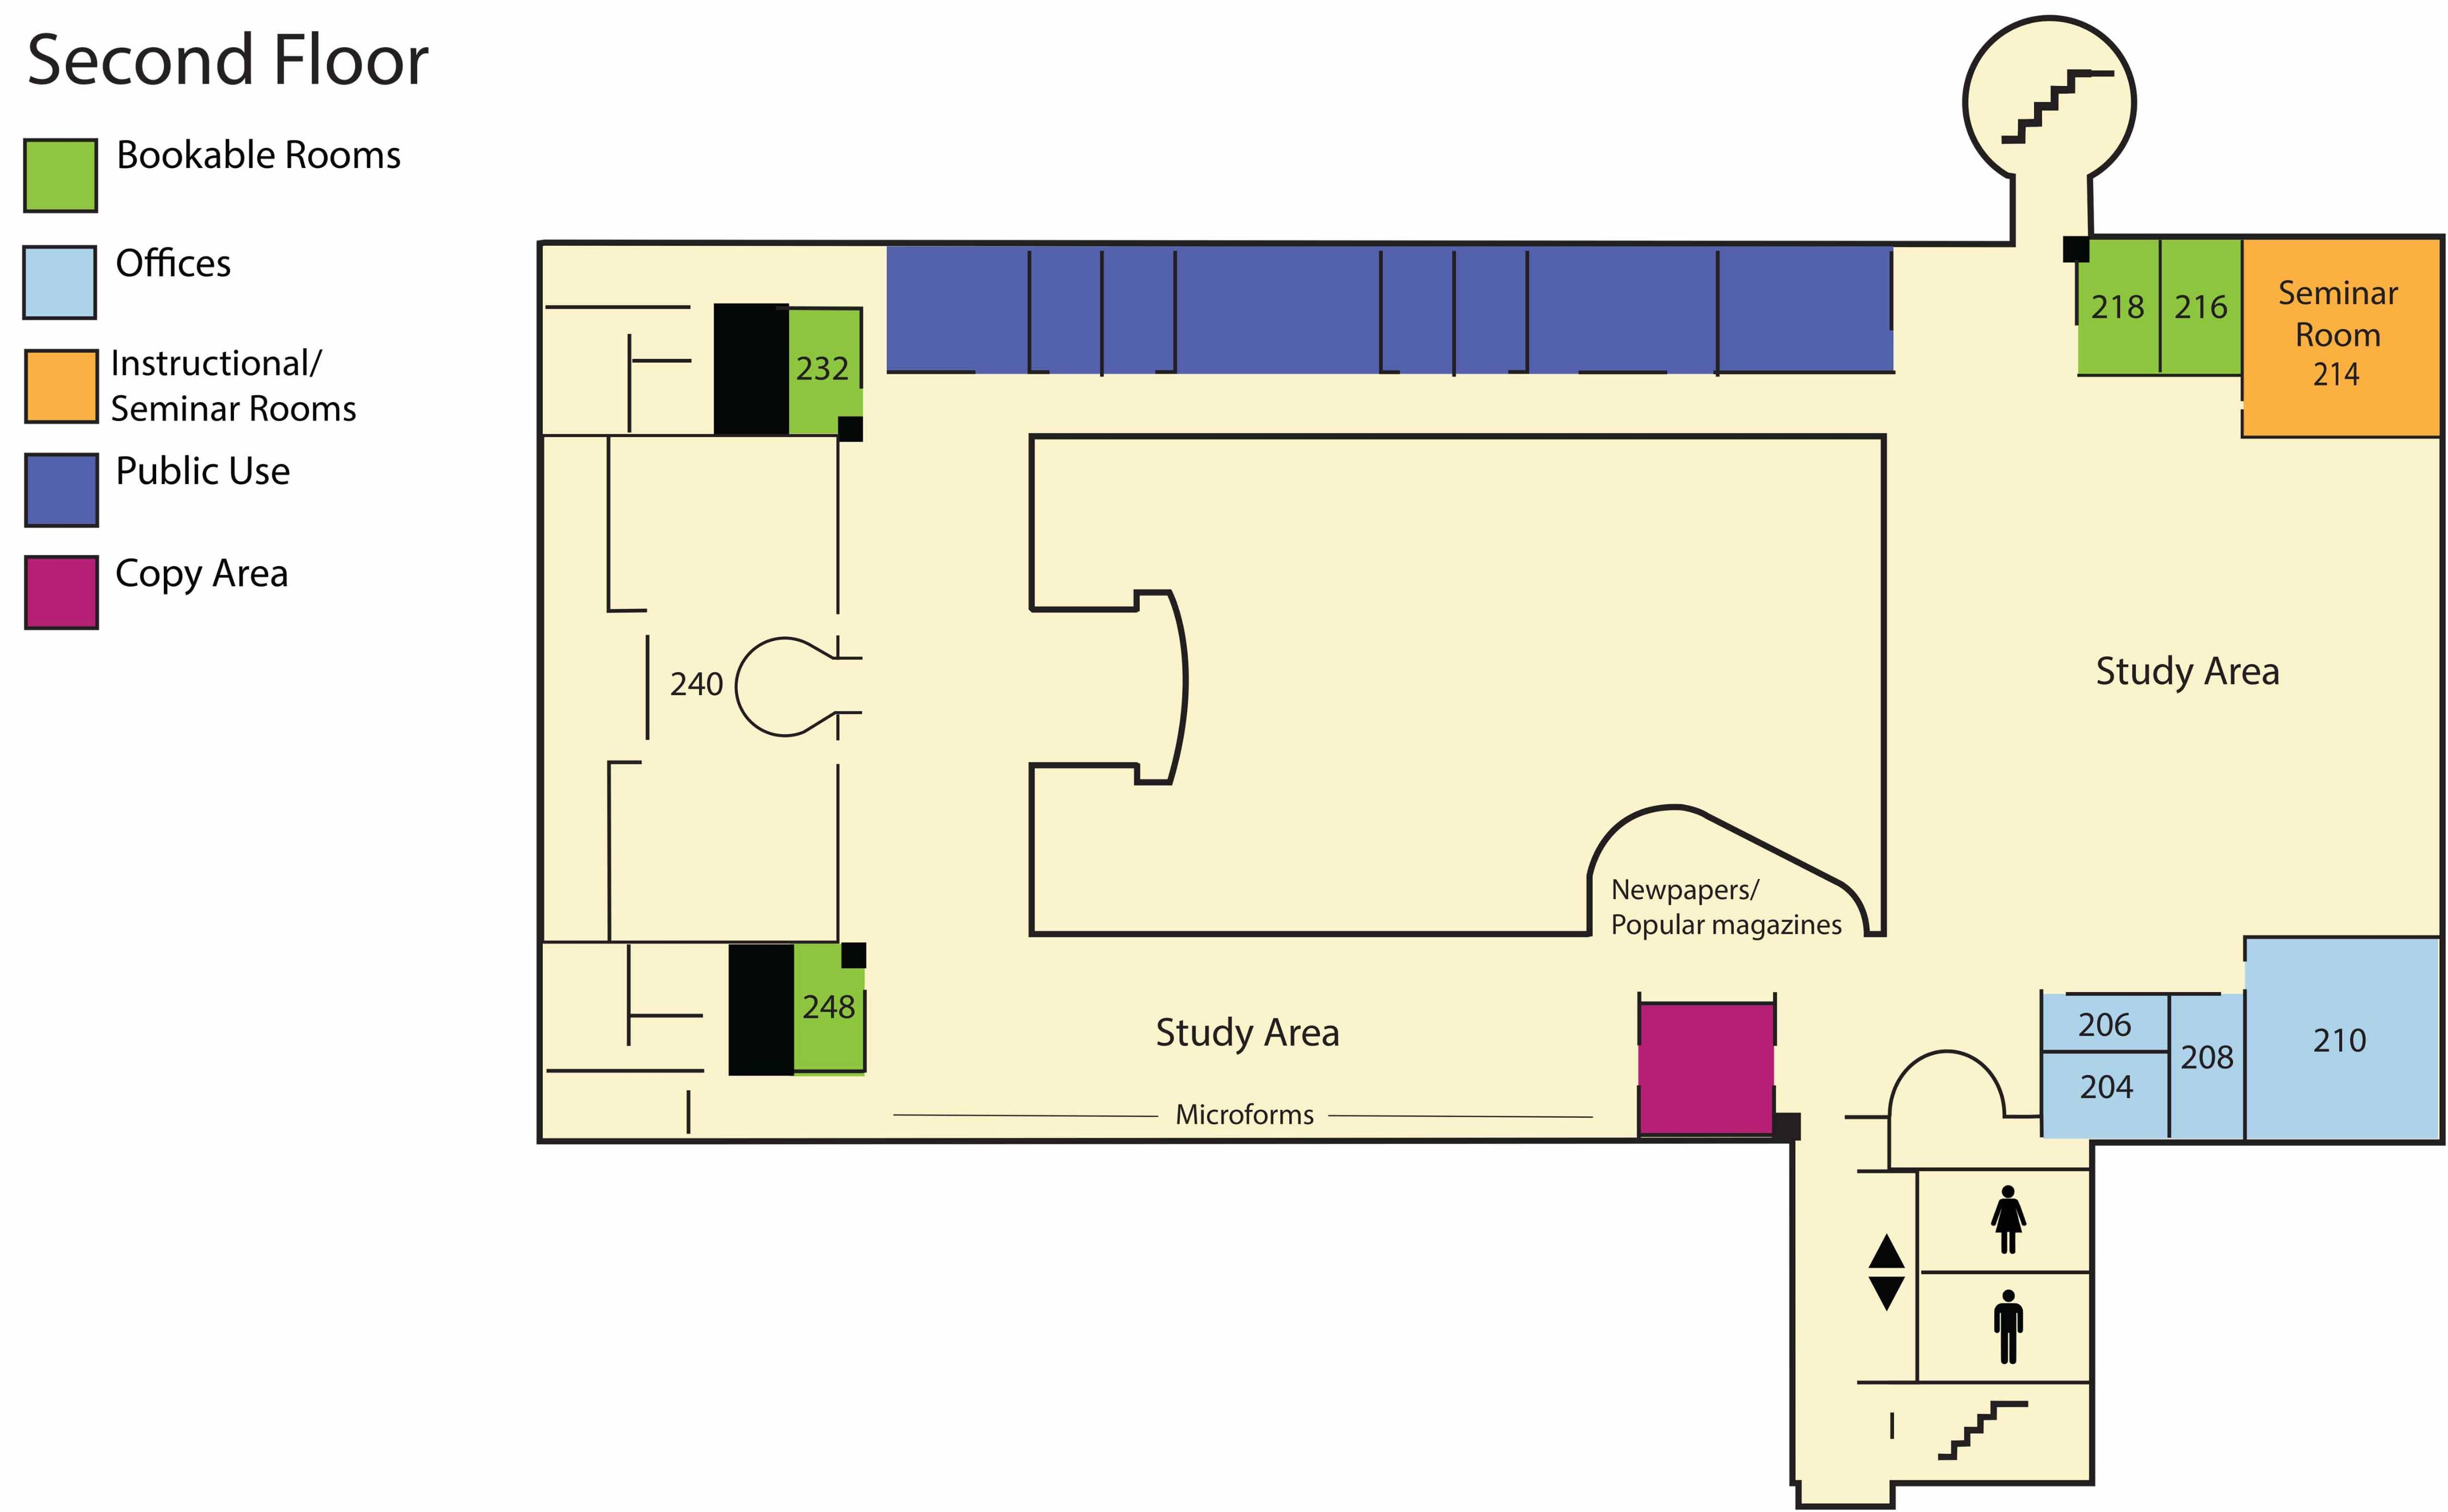 Second Floor
Bookable Rooms
Offices
Instructional/
Seminar Rooms
Public Use
Copy Area
218
216
Seminar
Room
214
232
240
Study Area
Newpapers/
Popular magazines
248
Study Area
Microforms
206
204
208
210